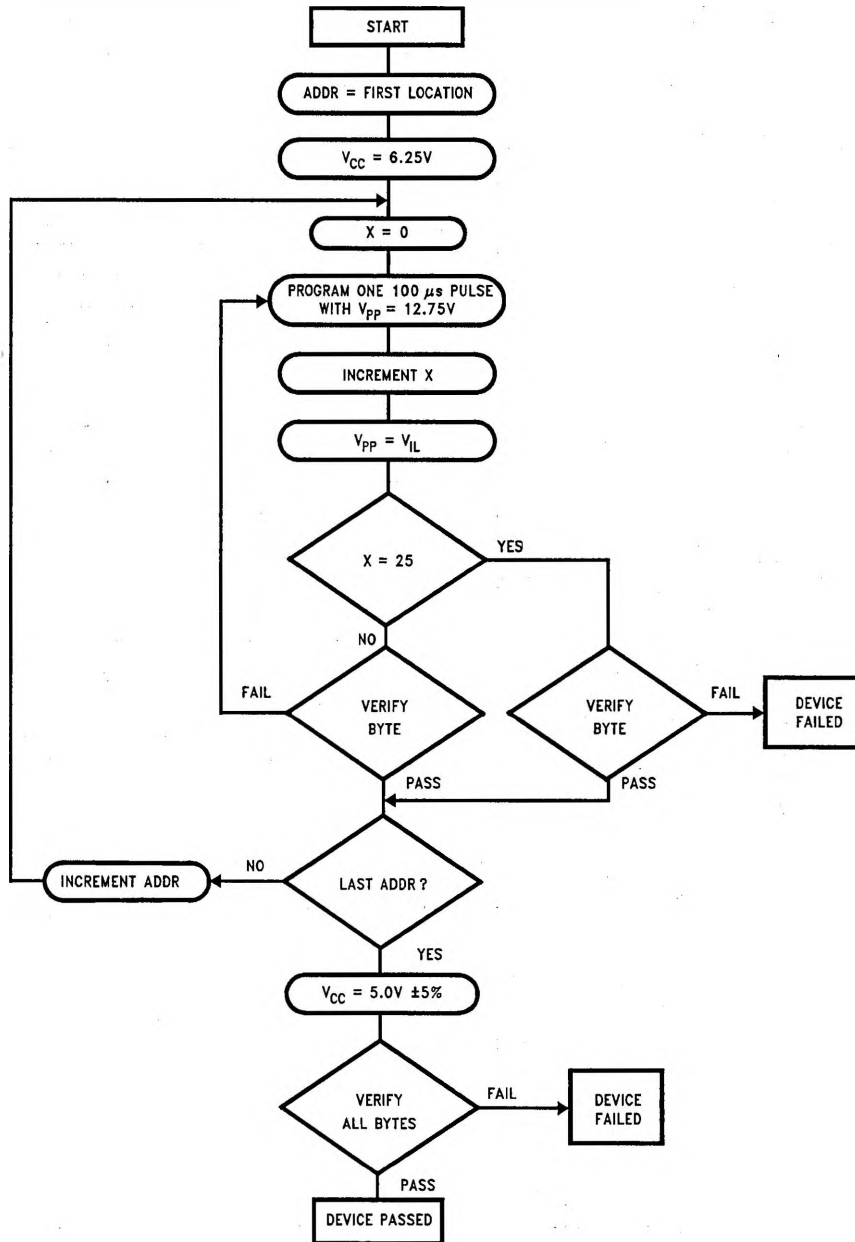 START
ADDR = FIRST LOCATION
VCC = 6.25V
X = 0
PROGRAM ONE 100 µs PULSE
WITH VPP = 12.75V
INCREMENT X
VPP = VIL
X = 25
YES
NO
FAIL
VERIFY
BYTE
PASS
VERIFY
BYTE
FAIL
DEVICE
FAILED
PASS
INCREMENT ADDR
NO
LAST ADDR?
YES
VCC = 5.0V ±5%
VERIFY
ALL BYTES
FAIL
DEVICE
FAILED
PASS
DEVICE PASSED